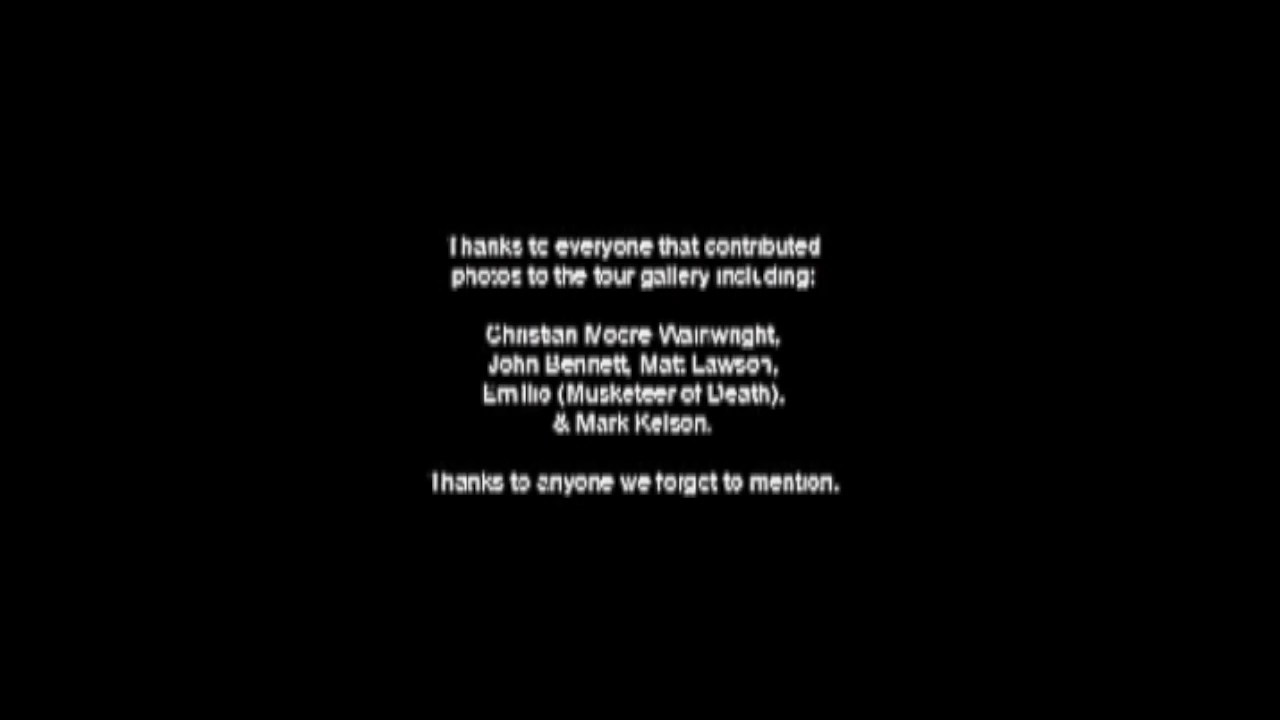 Thanks to everyone that contributed
photos to the tour gallery including:
Christian Moore Wainwright,
John Bennett, Matt Lawson,
Emilio (Musketeer of Death),
& Mark Kelson.
Thanks to anyone we forgot to mention.